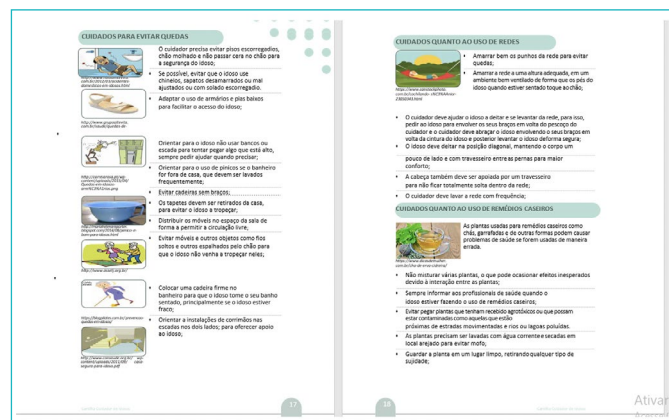 CUIDADOS PARA EVITAR QUEDAS
O cuidador precisa evitar pisos escorregadios,
chão molhado e não passar cera no chão para
a segurança do idoso;
Se possível, evitar que o idoso use
chinelos, sapatos desamarrados ou mal
ajustados ou com solado escorregadio.
Adaptar o uso de armários e pias baixos
para facilitar o acesso do idoso;
Orientar para o idoso não usar bancos ou
escada para tentar pegar algo que está alto,
sempre pedir ajudar quando precisar;
Orientar para o uso de pinicos se o banheiro
for fora de casa, que devem ser lavados
frequentemente;
Evitar cadeiras sem braços;
Os tapetes devem ser retirados da casa,
para evitar o idoso a tropeçar;
Distribuir os móveis no espaço da sala de
forma a permitir a circulação livre;
Evitar móveis e outros objetos como fios
soltos e outros espalhados pelo chão para
que o idoso não venha a tropeçar neles;
Colocar uma cadeira firme no
banheiro para que o idoso tome o seu banho
sentado, principalmente se o idoso estiver
fraco;
Orientar a instalações de corrimãos nas
escadas nos dois lados; para oferecer apoio
ao idoso;
17
CUIDADOS QUANTO AO USO DE REDES
Amarrar bem os punhos da rede para evitar
quedas;
Amarrar a rede a uma altura adequada, em um
ambiente bem ventilado de forma que os pés do
idoso quando estiver sentado toque ao chão;
O cuidador deve ajudar o idoso a deitar e se levantar da rede, para isso,
pedir ao idoso para envolver os seus braços em volta do pescoço do
cuidador e o cuidador deve abraçar o idoso envolvendo o seus braços em
volta da cintura do idoso e posterior levantar o idoso deforma segura;
O idoso deve deitar na posição diagonal, mantendo o corpo um
pouco de lado e com travesseiro entre as pernas para maior
conforto;
A cabeça também deve ser apoiada por um travesseiro
para não ficar totalmente solta dentro da rede;
O cuidador deve lavar a rede com frequência;
CUIDADOS QUANTO AO USO DE REMÉDIOS CASEIROS
As plantas usadas para remédios caseiros como
chás, garrafadas e de outras formas podem causar
problemas de saúde se forem usadas de maneira
errada.
Não misturar várias plantas, o que pode ocasionar efeitos inesperados
devido à interação entre as plantas;
Sempre informar aos profissionais de saúde quando o
idoso estiver fazendo o uso de remédios caseiros;
Evitar pegar plantas que tenham recebido agrotóxicos ou que possam
estar contaminados como aquelas que estão
próximas de estradas movimentadas e rios ou lagoas poluídas.
As plantas precisam ser lavadas com água corrente e secadas em
local arejado para evitar mofo,
Guardar a planta em um lugar limpo, retirando qualquer tipo de
sujidade;
18
Ativar